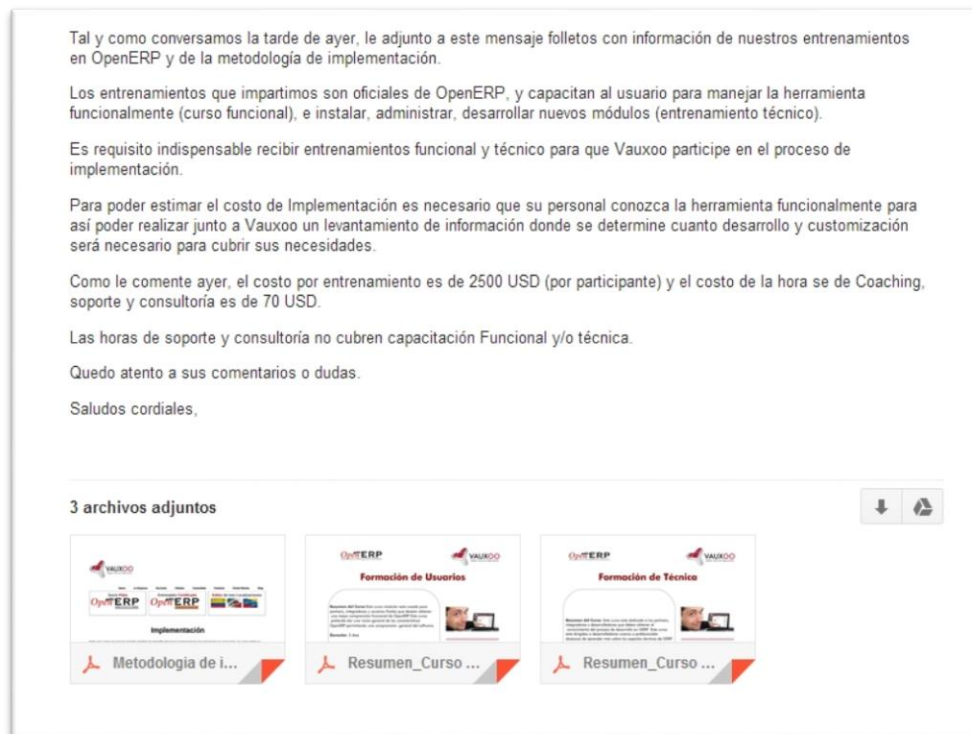 Tal y como conversamos la tarde de ayer, le adjunto a este mensaje folletos con información de nuestros entrenamientos
en OpenERP y de la metodología de implementación.
Los entrenamientos que impartimos son oficiales de OpenERP, y capacitan al usuario para manejar la herramienta
funcionalmente (curso funcional), e instalar, administrar, desarrollar nuevos módulos (entrenamiento técnico).
Es requisito indispensable recibir entrenamientos funcional y técnico para que Vauxoo participe en el proceso de
implementación.
Para poder estimar el costo de Implementación es necesario que su personal conozca la herramienta funcionalmente para
así poder realizar junto a Vauxoo un levantamiento de información donde se determine cuanto desarrollo y customización
será necesario para cubrir sus necesidades.
Como le comente ayer, el costo por entrenamiento es de 2500 USD (por participante) y el costo de la hora se de Coaching,
soporte y consultoría es de 70 USD.
Las horas de soporte y consultoría no cubren capacitación Funcional y/o técnica.
Quedo atento a sus comentarios o dudas.
Saludos cordiales,
3 archivos adjuntos
VAUXOO
OpenERP OpenERP
Implementación
Metodologia de i...
OpenERP VAUXOO
Formación de Usuarios
Resumen_Curso ...
OpenERP VAUXOO
Formación de Técnica
Resumen_Curso ...